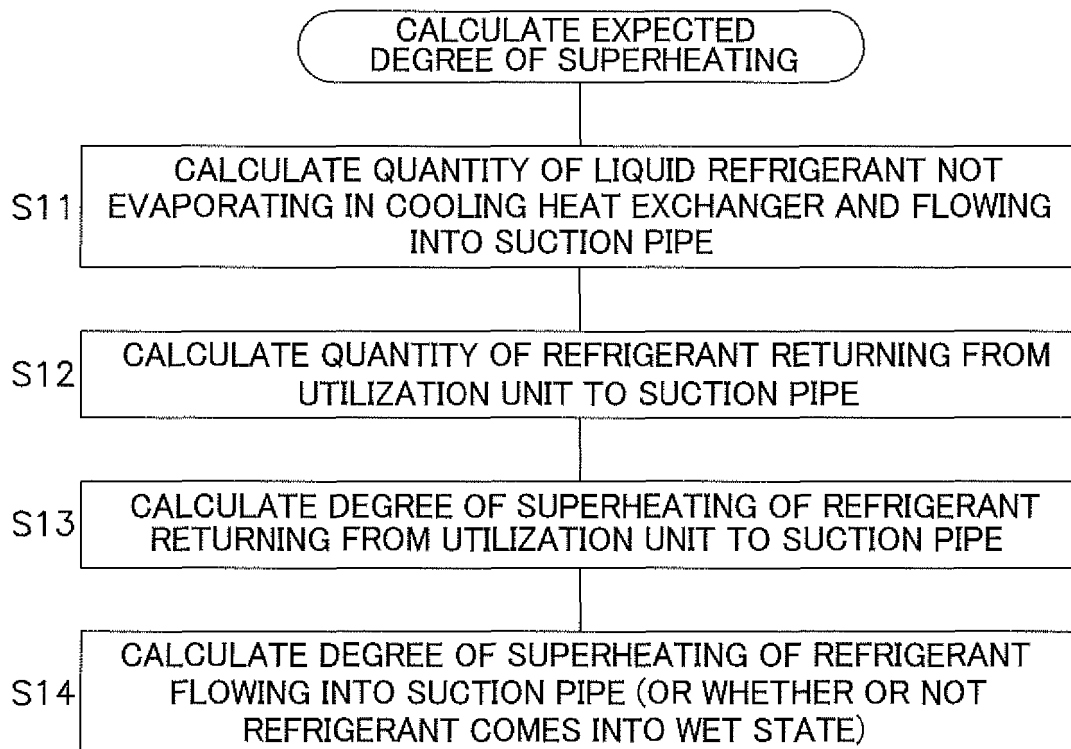 CALCULATE EXPECTED
DEGREE OF SUPERHEATING
S11
CALCULATE QUANTITY OF LIQUID REFRIGERANT NOT
EVAPORATING IN COOLING HEAT EXCHANGER AND FLOWING
INTO SUCTION PIPE
S12
CALCULATE QUANTITY OF REFRIGERANT RETURNING FROM
UTILIZATION UNIT TO SUCTION PIPE
S13
CALCULATE DEGREE OF SUPERHEATING OF REFRIGERANT
RETURNING FROM UTILIZATION UNIT TO SUCTION PIPE
S14
CALCULATE DEGREE OF SUPERHEATING OF REFRIGERANT
FLOWING INTO SUCTION PIPE (OR WHETHER OR NOT
REFRIGERANT COMES INTO WET STATE)